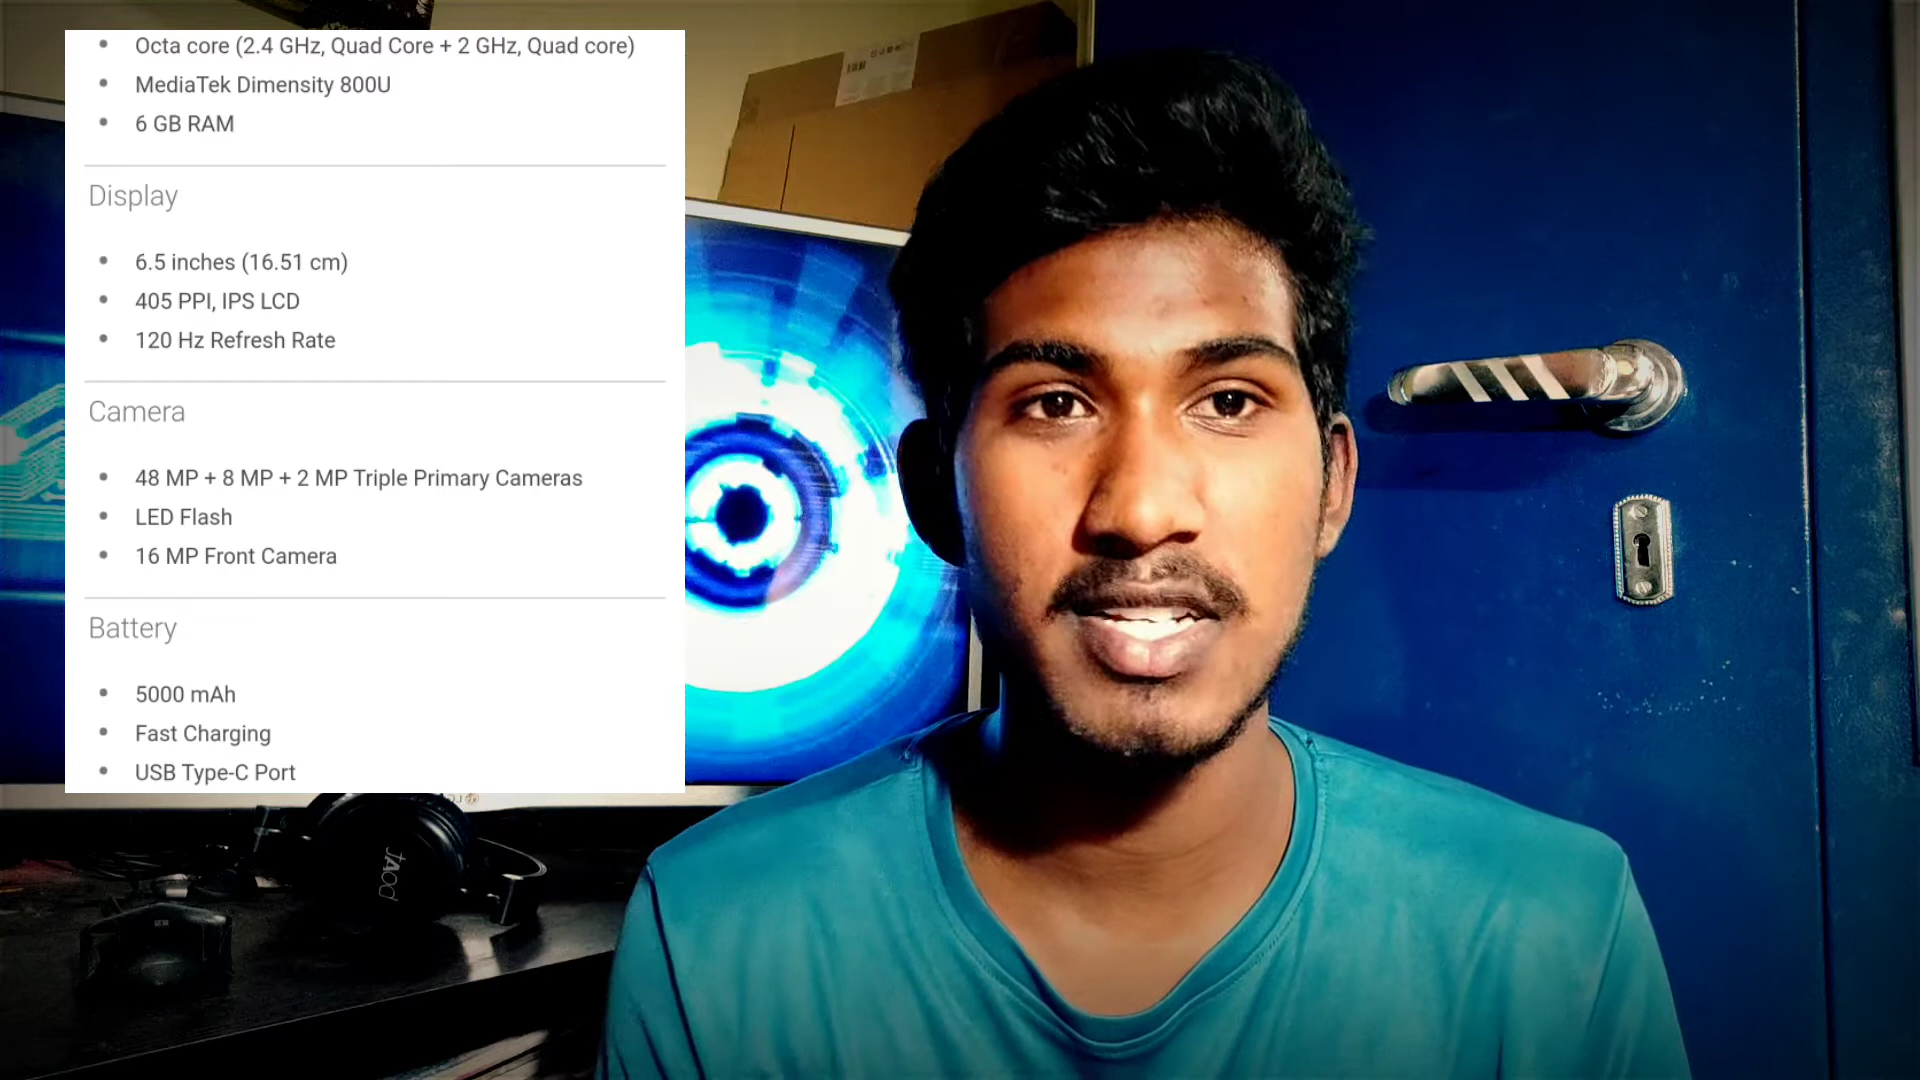 Octa core (2.4 GHz, Quad Core + 2 GHz, Quad core)
MediaTek Dimensity 800U
6 GB RAM
Display
6.5 inches (16.51 cm)
405 PPI, IPS LCD
120 Hz Refresh Rate
Camera
48 MP + 8 MP + 2 MP Triple Primary Cameras
LED Flash
16 MP Front Camera
Battery
5000 mAh
Fast Charging
USB Type-C Port
boAt